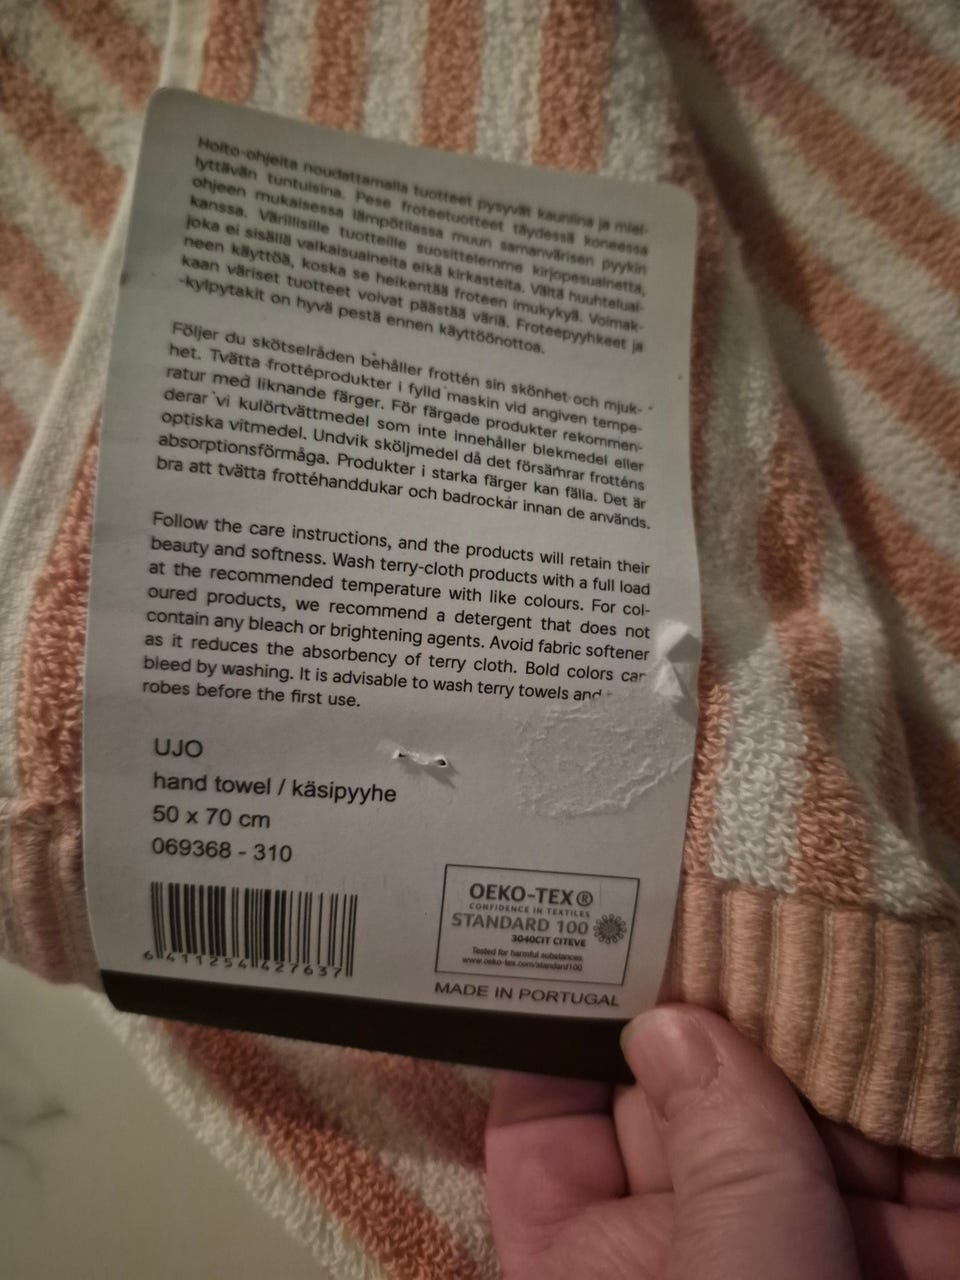 Hoito-ohjeita noudattamalla tuotteet pysyvät kauniina ja miel-
lyttävän tuntuisina. Pese froteetuotteet täydessä koneessa
ohjeen mukaisessa lämpötilassa muun samanvärisen pyykin
kanssa. Värillisille tuotteille suosittelemme kirjopesuainetta,
joka ei sisällä valkaisuaineita eikä kirkasteita. Vältä huuhteluai-
neen käyttöä, koska se heikentää froteen imukykyä. Voimak-
kaan väriset tuotteet voivat päästää väriä. Froteepyyhkeet ja
-kylpytakit on hyvä pestä ennen käyttöönottoa.
Följer du skötselråden behåller frottén sin skönhet och mjuk-
het. Tvätta frottéprodukter i fylld maskin vid angiven tempe-
ratur med liknande färger. För färgade produkter rekommen-
derar vi kulörtvättmedel som inte innehåller blekmedel eller
optiska vitmedel. Undvik sköljmedel då det försämrar frotténs
absorptionsförmåga. Produkter i starka färger kan fälla. Det är
bra att tvätta frottéhanddukar och badrockar innan de används.
Follow the care instructions, and the products will retain their
beauty and softness. Wash terry-cloth products with a full load
at the recommended temperature with like colours. For col-
oured products, we recommend a detergent that does not
contain any bleach or brightening agents. Avoid fabric softener
as it reduces the absorbency of terry cloth. Bold colors can
bleed by washing. It is advisable to wash terry towels and
robes before the first use.
UJO
hand towel / käsipyyhe
50 x 70 cm
069368 - 310
6 411254 427637
OEKO-TEX®
CONFIDENCE IN TEXTILES
STANDARD 100
3040CIT CITEVE
Tested for harmful substances.
www.oeko-tex.com/standard100
MADE IN PORTUGAL